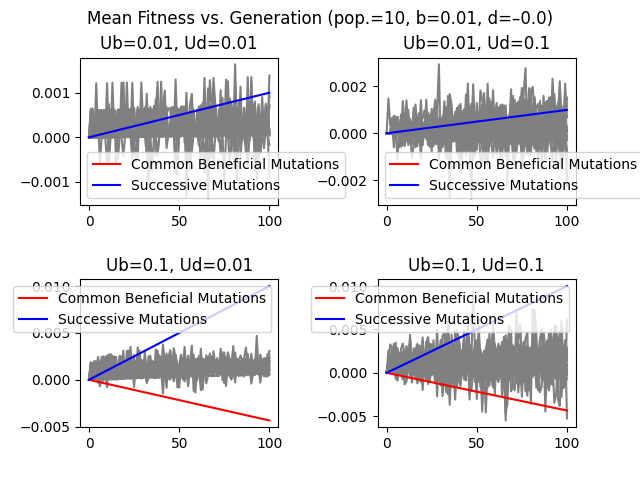 Mean Fitness vs. Generation (pop.=10, b=0.01, d=–0.0)
Ub=0.01, Ud=0.01
0.001
0.000
−0.001
0
50
100
Common Beneficial Mutations
Successive Mutations
Ub=0.01, Ud=0.1
0.002
0.000
−0.002
0
50
100
Common Beneficial Mutations
Successive Mutations
Ub=0.1, Ud=0.01
0.010
0.005
0.000
−0.005
0
50
100
Common Beneficial Mutations
Successive Mutations
Ub=0.1, Ud=0.1
0.010
0.005
0.000
−0.005
0
50
100
Common Beneficial Mutations
Successive Mutations